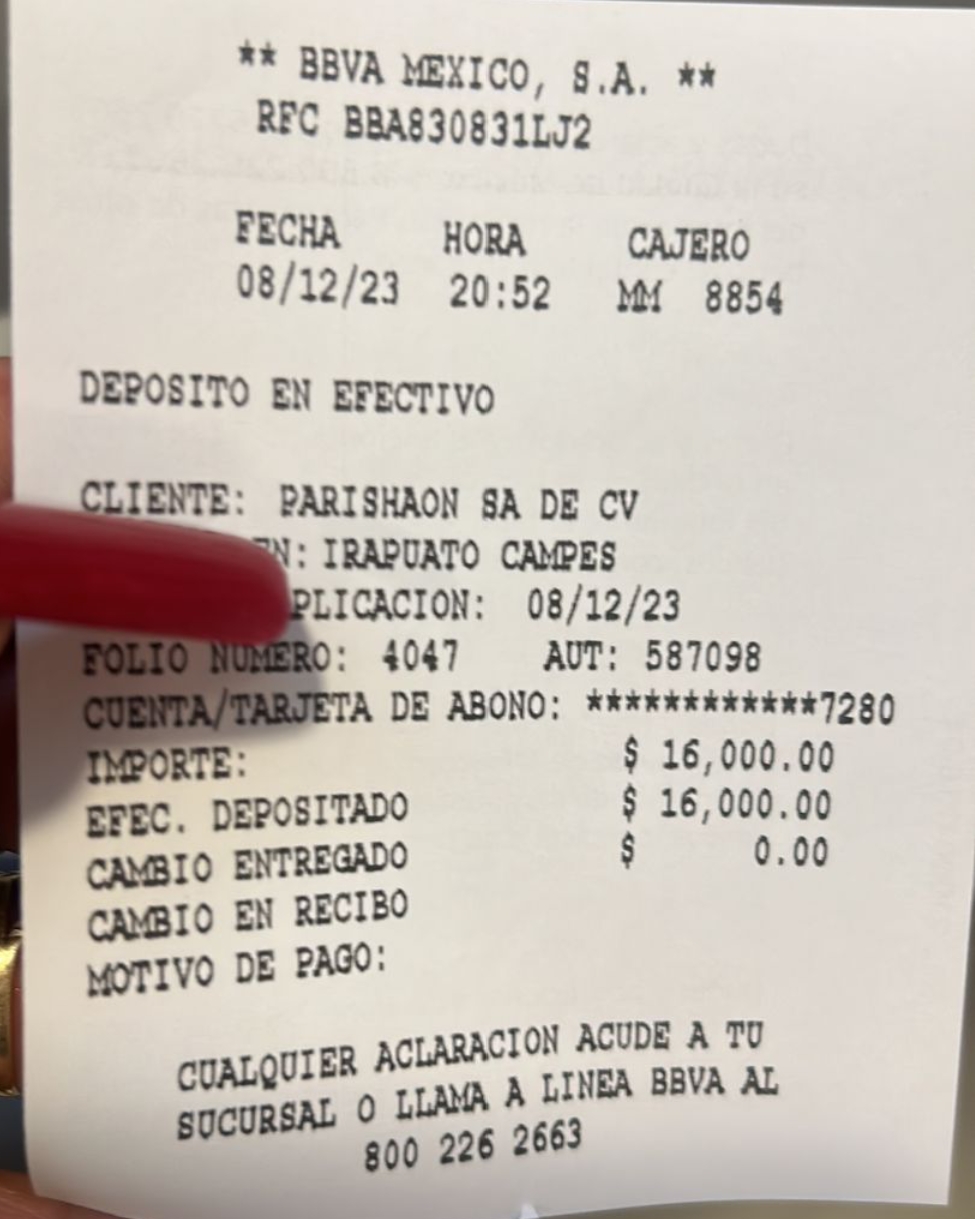 ** BBVA MEXICO, S.A. **
RFC BBA830831LJ2
FECHA HORA CAJERO
08/12/23 20:52 MM 8854
DEPOSITO EN EFECTIVO
CLIENTE: PARISHAON SA DE CV
IRAPUATO CAMPES
08/12/23
FOLIO NUMERO: 4047 AUT: 587098
CUENTA/TARJETA DE ABONO: ************7280
IMPORTE: $ 16,000.00
EFEC. DEPOSITADO $ 16,000.00
CAMBIO ENTREGADO $ 0.00
CAMBIO EN RECIBO
MOTIVO DE PAGO:
CUALQUIER ACLARACION ACUDE A TU
SUCURSAL O LLAMA A LINEA BBVA AL
800 226 2663